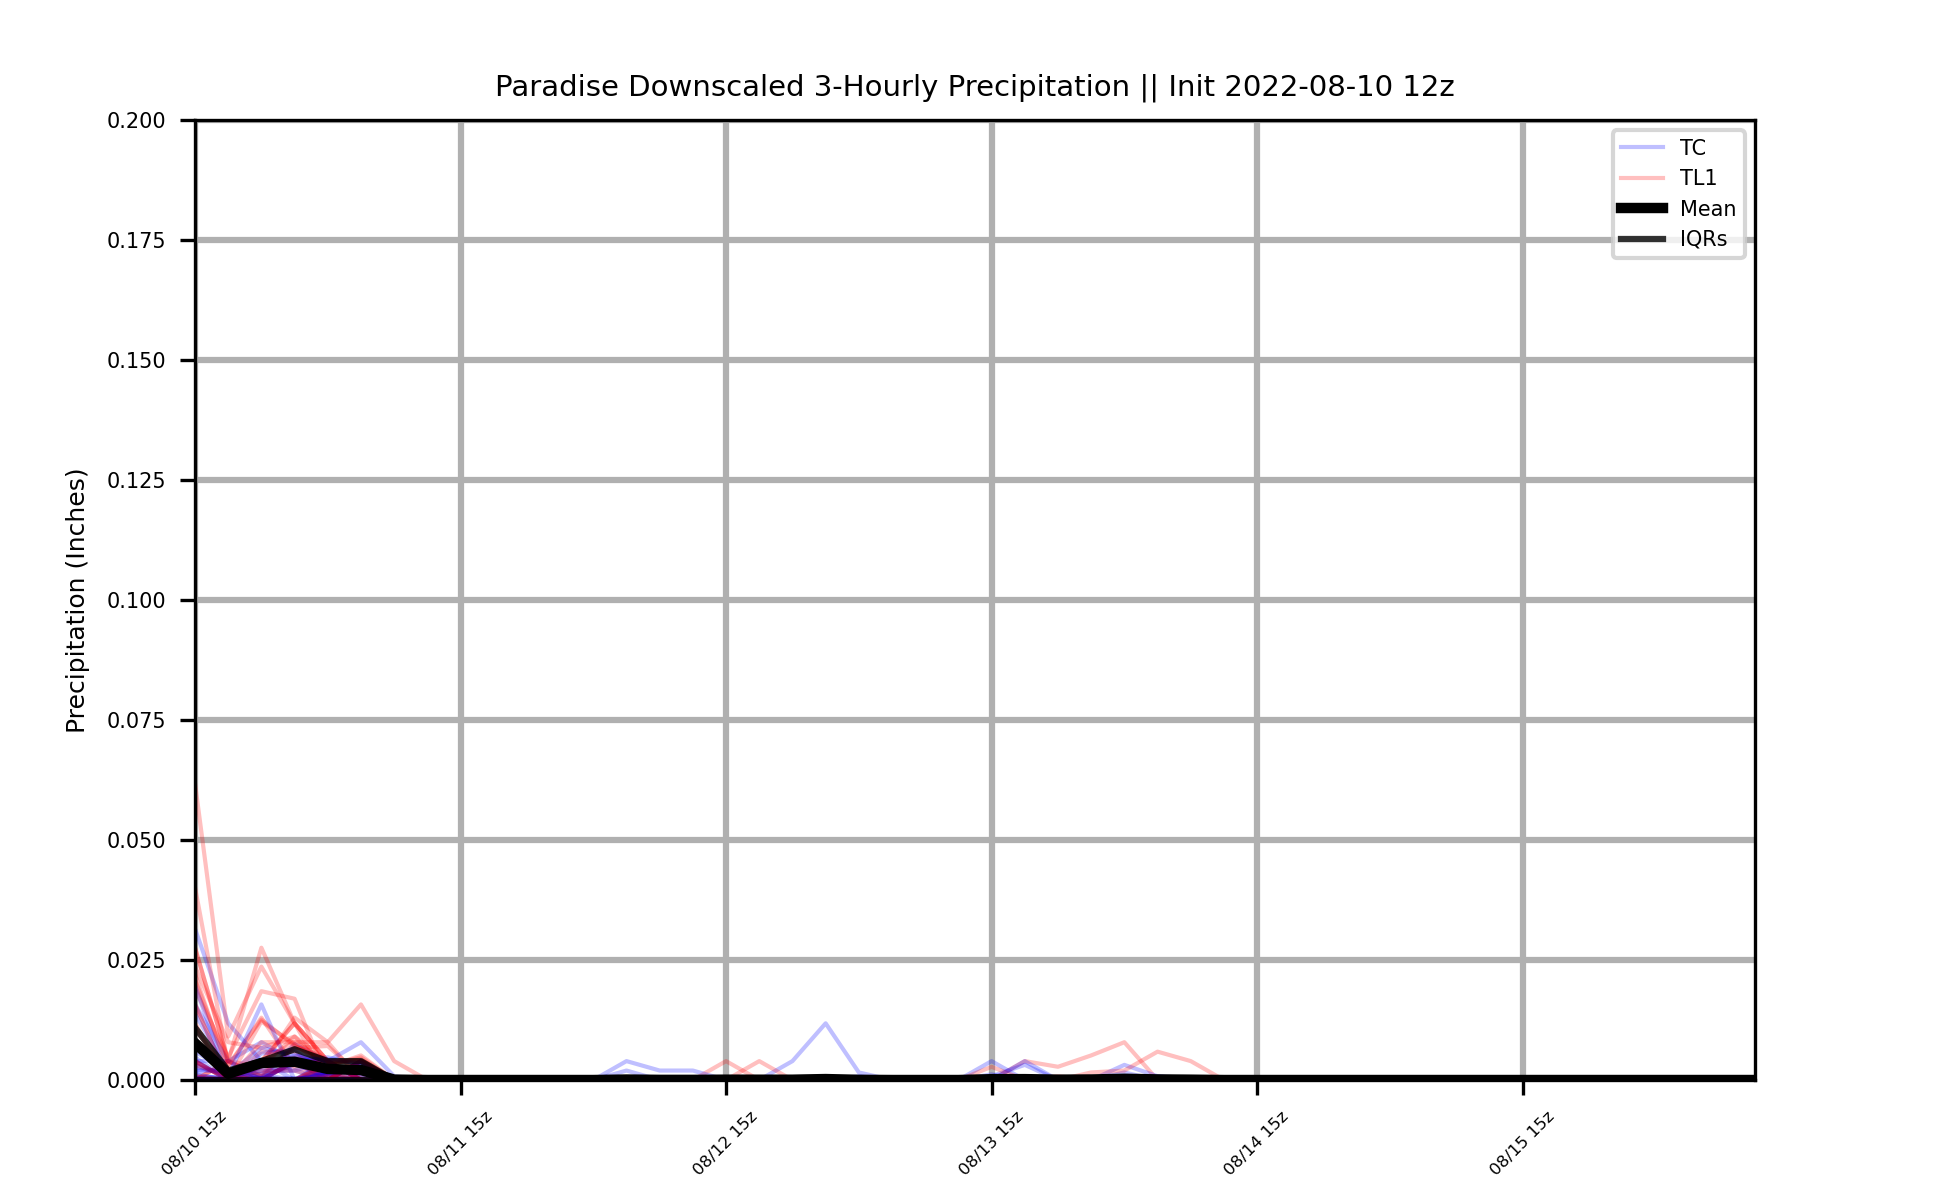 Paradise Downscaled 3-Hourly Precipitation || Init 2022-08-10 12z
TC
TL1
Mean
IQRs
Precipitation (Inches)
0.200
0.175
0.150
0.125
0.100
0.075
0.050
0.025
0.000
08/10 15z
08/11 15z
08/12 15z
08/13 15z
08/14 15z
08/15 15z